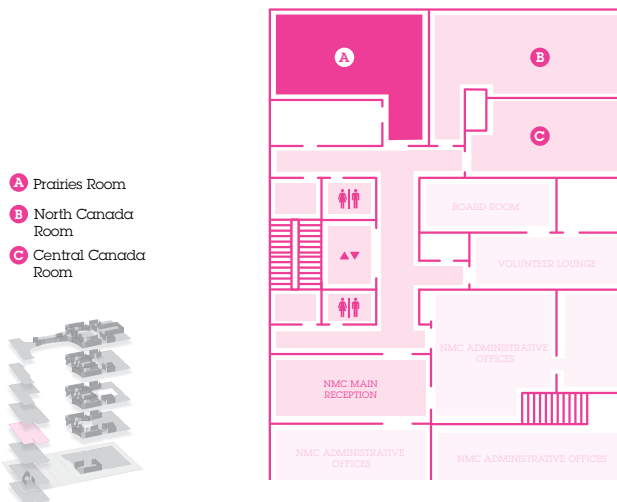 A Prairies Room
B North Canada
Room
C Central Canada
Room
A
B
C
BOARD ROOM
VOLUNTEER LOUNGE
NMC ADMINISTRATIVE
OFFICES
NMC MAIN
RECEPTION
NMC ADMINISTRATIVE
OFFICES
NMC ADMINISTRATIVE OFFICES